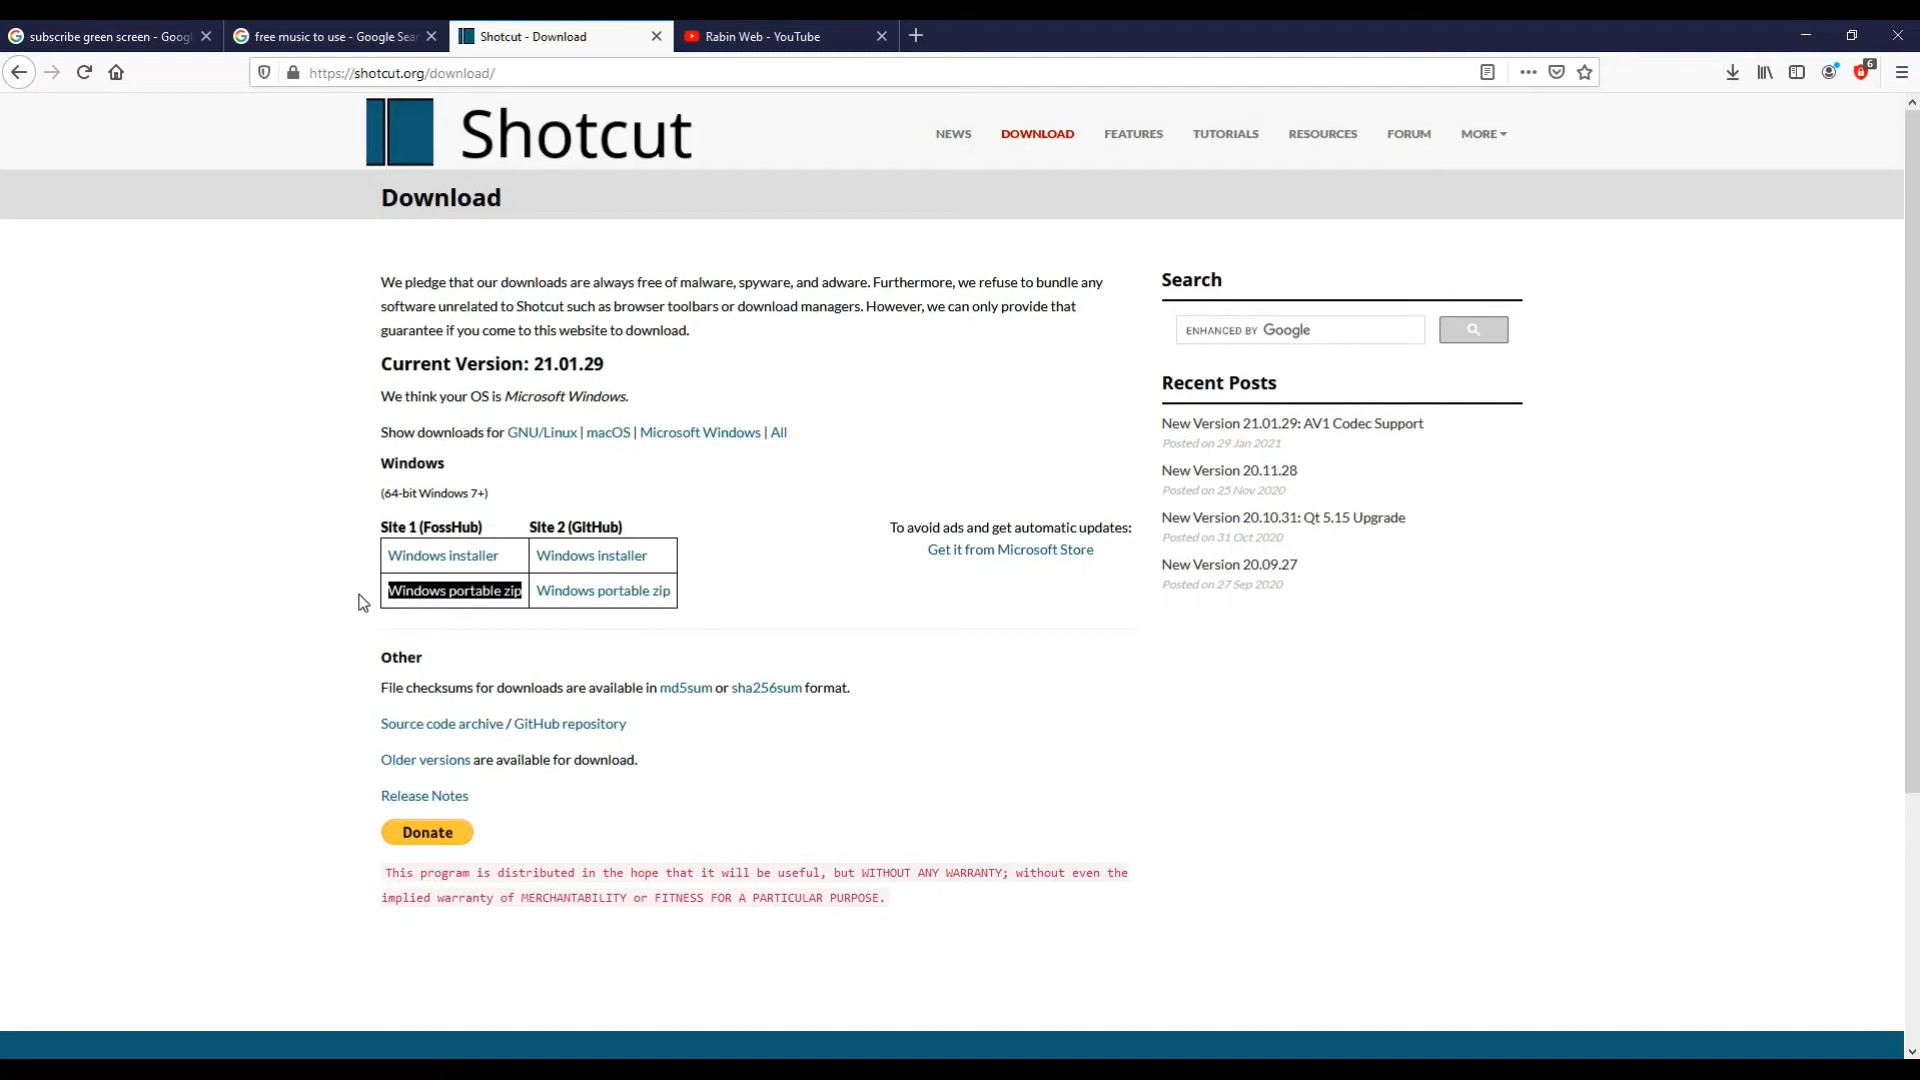 subscribe green screen - Goog
free music to use - Google Sea
Shotcut - Download
Rabin Web - YouTube
https://shotcut.org/download/
6
Shotcut
NEWS
DOWNLOAD
FEATURES
TUTORIALS
RESOURCES
FORUM
MORE
Download
We pledge that our downloads are always free of malware, spyware, and adware. Furthermore, we refuse to bundle any
software unrelated to Shotcut such as browser toolbars or download managers. However, we can only provide that
guarantee if you come to this website to download.
Current Version: 21.01.29
We think your OS is Microsoft Windows.
Show downloads for GNU/Linux | macOS | Microsoft Windows | All
Windows
(64-bit Windows 7+)
Site 1 (FossHub) Site 2 (GitHub)
Windows installer Windows installer
Windows portable zip Windows portable zip
To avoid ads and get automatic updates:
Get it from Microsoft Store
Other
File checksums for downloads are available in md5sum or sha256sum format.
Source code archive / GitHub repository
Older versions are available for download.
Release Notes
Donate
This program is distributed in the hope that it will be useful, but WITHOUT ANY WARRANTY; without even the
implied warranty of MERCHANTABILITY or FITNESS FOR A PARTICULAR PURPOSE.
Search
ENHANCED BY Google
Recent Posts
New Version 21.01.29: AV1 Codec Support
Posted on 29 Jan 2021
New Version 20.11.28
Posted on 25 Nov 2020
New Version 20.10.31: Qt 5.15 Upgrade
Posted on 31 Oct 2020
New Version 20.09.27
Posted on 27 Sep 2020